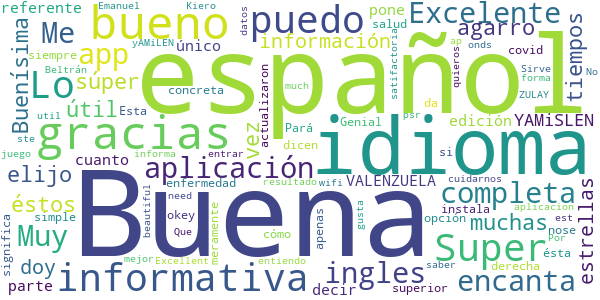 referente Emanuel Kiero bueno puedo pone salud Excelente
Me yAMiLEN datos agarro
siempre app único información satifactoria ap onds covid
Buenísima Lo Beltrán súper concreta actualizaron español quieros Sirve forma No tiempos
útil Esta much da ZULAY
util gracias vez Pará Genial edición YAMiSLEN
ste dicen psr si idioma
juego informa entrar
elijo cuanto aplicación cuidarnos
enfermedad resultado wifi VALENZUELA completa estrellas
éstos simple beautiful need okey meramente apenas gusta opción instala aplicacion est
significa Muy Buena Que cómo entiendo Super muchas nose Por
doy mejor Excellent ingles saber derecha ésta
parte informativa decir superior encanta